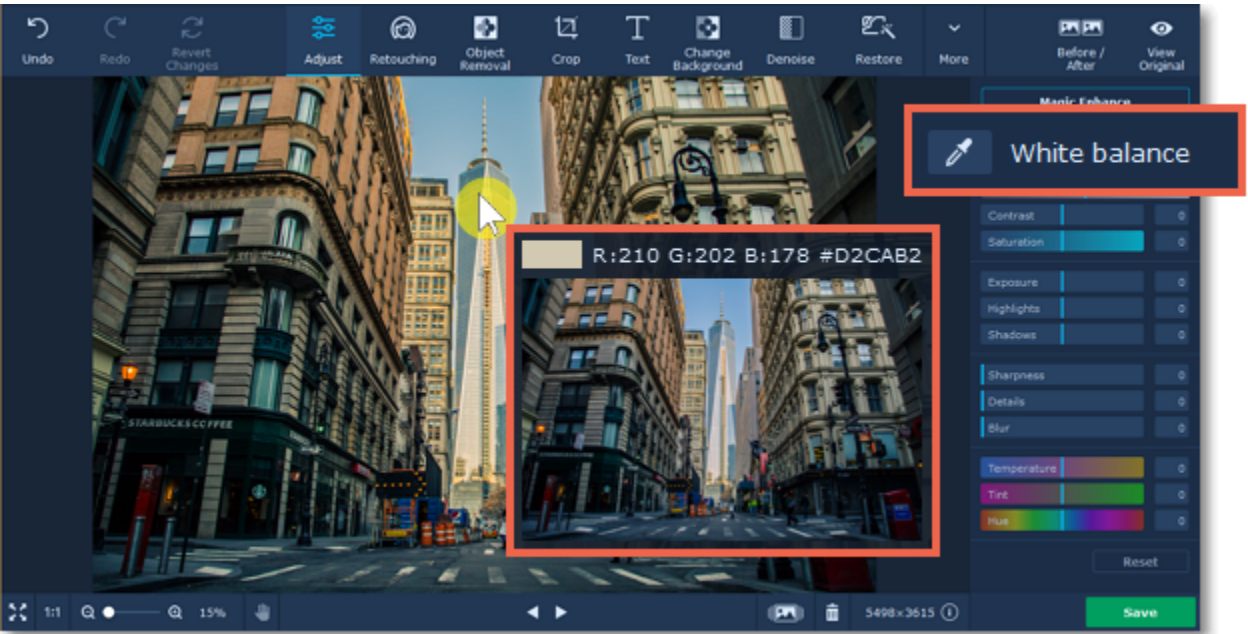 Undo
Redo
Revert
Changes
Adjust
Retouching
Object
Removal
Crop
Text
Change
Background
Denoise
Restore
More
Before /
After
View
Original
Magic Enhance
White balance
Contrast 0
Saturation 0
R:210 G:202 B:178 #D2CAB2
Exposure 0
Highlights 0
Shadows 0
Sharpness 0
Details 0
Blur 0
STARBUCKS COFFEE
Temperature 0
Tint 0
Hue 0
Reset
1:1
15%
5498×3615
Save